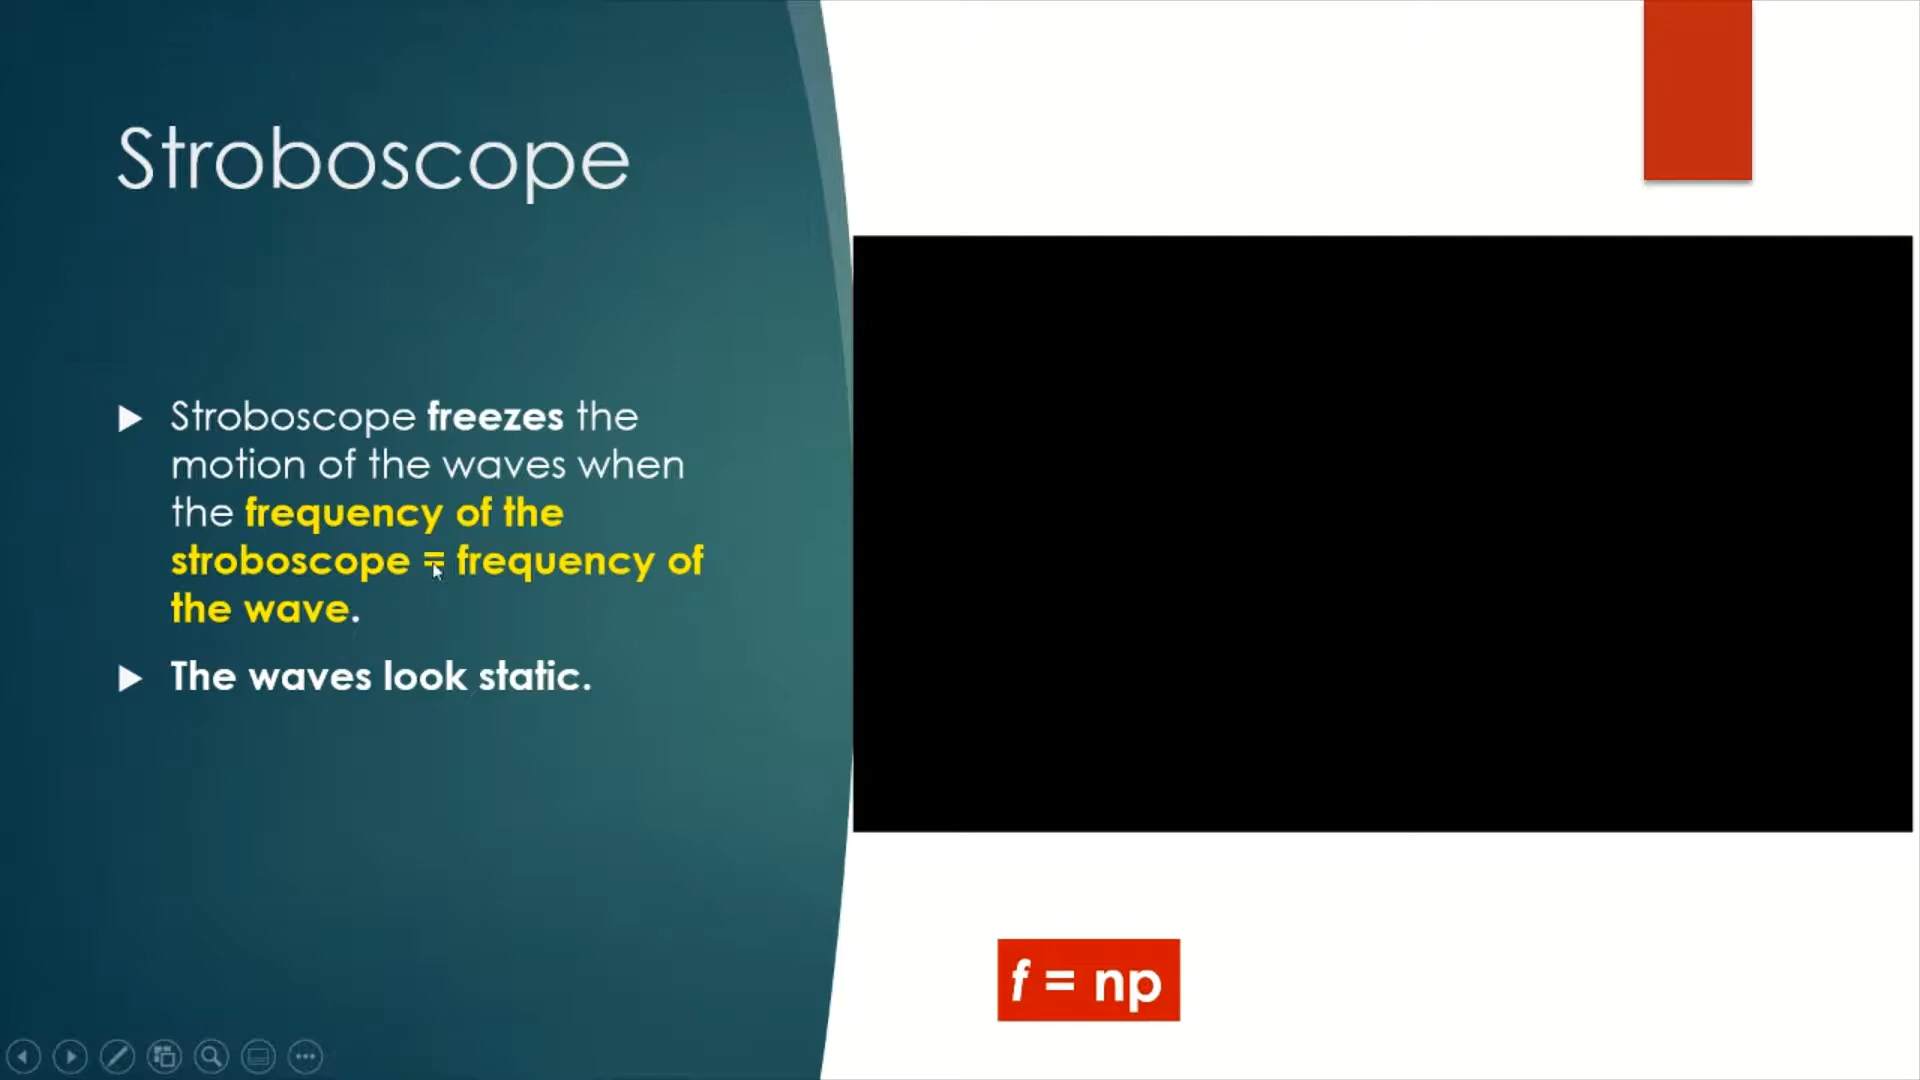 Stroboscope
Stroboscope freezes the
motion of the waves when
the frequency of the
stroboscope = frequency of
the wave.
The waves look static.
f = np